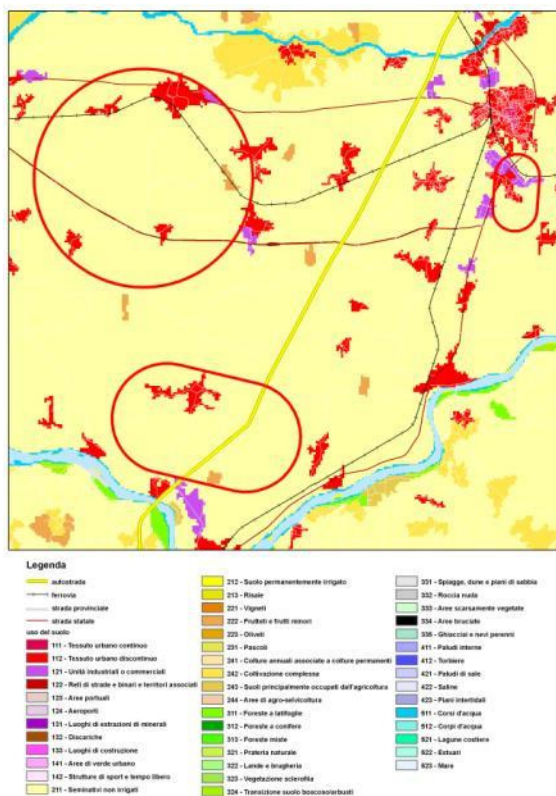 Legenda
autostrada
ferrovia
strada provinciale
strada statale
uso del suolo
111 - Tessuto urbano continuo
112 - Tessuto urbano discontinuo
121 - Unità industriali o commerciali
122 - Reti di strade e binari e territori associati
123 - Aree portuali
124 - Aeroporti
131 - Luoghi di estrazioni di minerali
132 - Discariche
133 - Luoghi di costruzione
141 - Aree di verde urbano
142 - Strutture di sport e tempo libero
211 - Seminativi non irrigati
212 - Suolo permanentemente irrigato
213 - Risaie
221 - Vigneti
222 - Frutteti e frutti minori
223 - Oliveti
231 - Pascoli
241 - Colture annuali associate a colture permanenti
242 - Coltivazione complessa
243 - Suoli principalmente occupati dall'agricoltura
244 - Aree di agro-selvicoltura
311 - Foreste a latifoglie
312 - Foreste a conifere
313 - Foreste miste
321 - Prateria naturale
322 - Lande e brugheria
323 - Vegetazione sclerofilia
324 - Transizione suolo boscoso/arbusti
331 - Spiagge, dune e piani di sabbia
332 - Roccia nuda
333 - Aree scarsamente vegetate
334 - Aree bruciate
335 - Ghiacciai e nevi perenni
411 - Paludi interne
412 - Torbiere
421 - Paludi di sale
422 - Saline
423 - Piani intertidali
511 - Corsi d'acqua
512 - Corpi d'acqua
521 - Lagune costiere
522 - Estuari
523 - Mare